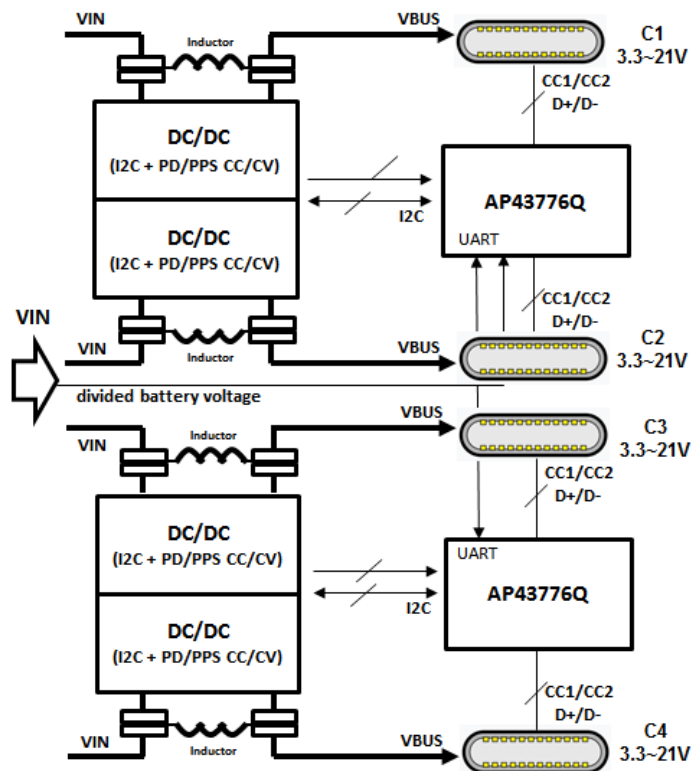 VIN
Inductor
VBUS
C1
3.3~21V
CC1/CC2
D+/D-
DC/DC
(I2C + PD/PPS CC/CV)
I2C
AP43776Q
UART
DC/DC
(I2C + PD/PPS CC/CV)
CC1/CC2
D+/D-
VIN
VIN
Inductor
VBUS
C2
3.3~21V
divided battery voltage
VIN
Inductor
VBUS
C3
3.3~21V
CC1/CC2
D+/D-
DC/DC
(I2C + PD/PPS CC/CV)
I2C
UART
AP43776Q
DC/DC
(I2C + PD/PPS CC/CV)
CC1/CC2
D+/D-
VIN
Inductor
VBUS
C4
3.3~21V